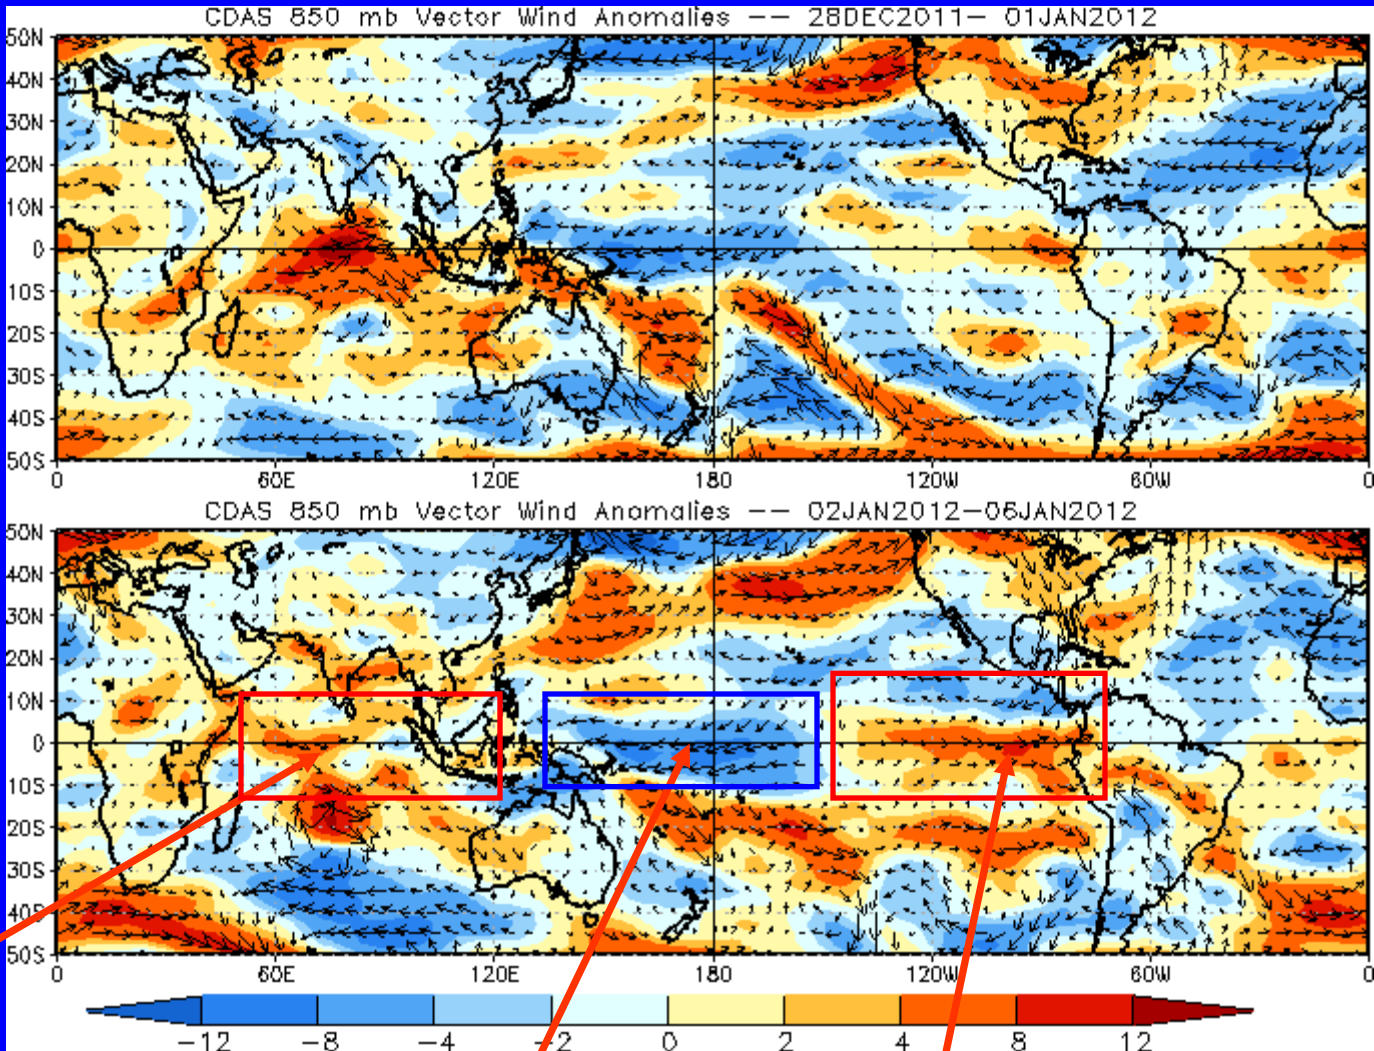 CDAS 850 mb Vector Wind Anomalies -- 28DEC2011- 01JAN2012
50N
40N
30N
20N
10N
0
10S
20S
30S
40S
50S
0 60E 120E 180 120W 60W 0
CDAS 850 mb Vector Wind Anomalies -- 02JAN2012-06JAN2012
50N
40N
30N
20N
10N
0
10S
20S
30S
40S
50S
0 60E 120E 180 120W 60W 0
-12 -8 -4 -2 0 2 4 8 12